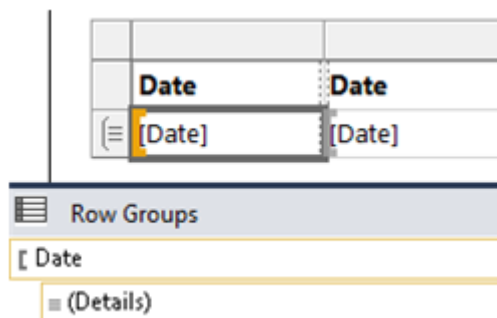 Date Date
[Date] [Date]
Row Groups
Date
(Details)